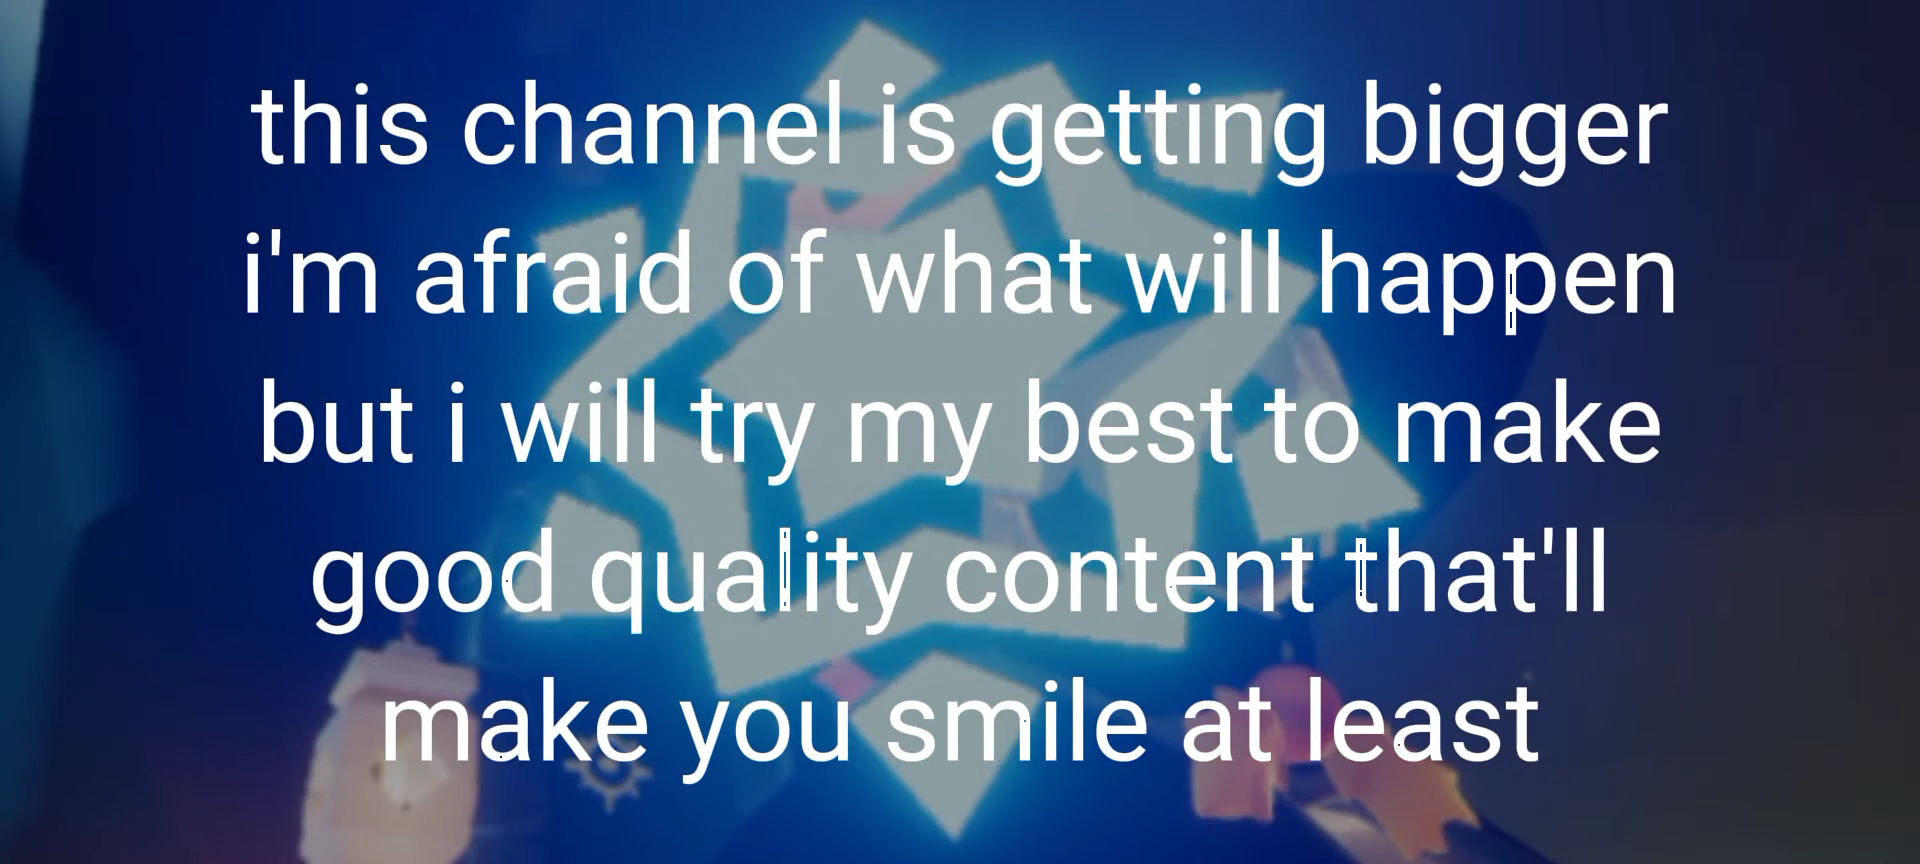 this channel is getting bigger
i'm afraid of what will happen
but i will try my best to make
good quality content that'll
make you smile at least